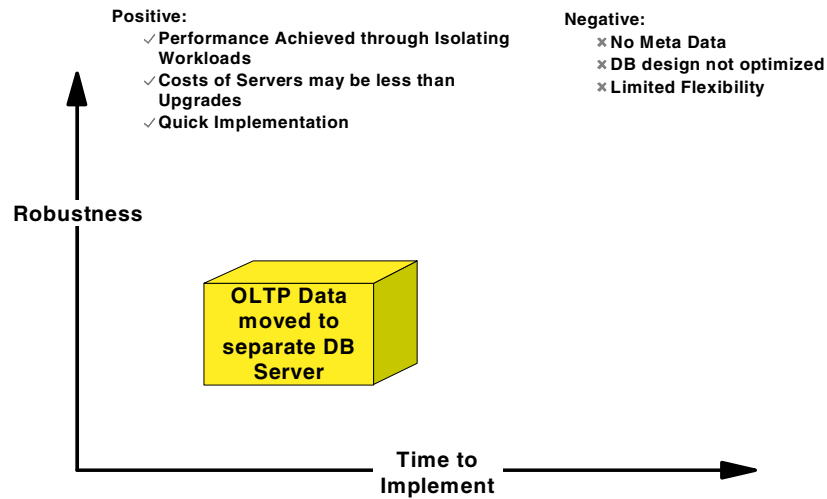 Positive:
✓Performance Achieved through Isolating
Workloads
✓Costs of Servers may be less than
Upgrades
✓Quick Implementation
Negative:
✖No Meta Data
✖DB design not optimized
✖Limited Flexibility
Robustness
OLTP Data
moved to
separate DB
Server
Time to
Implement